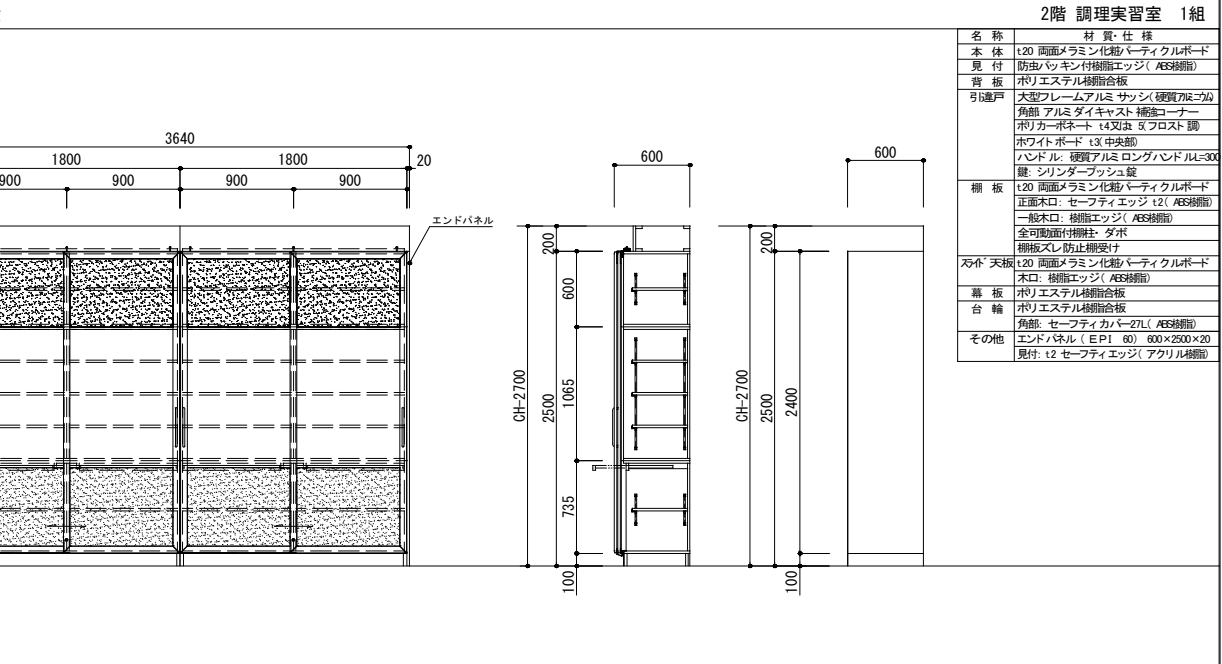 2階 調理実習室 1組
名 称 材 質・仕 様
本 体 t20 両面メラミン化粧パーティクルボード
見 付 防虫パッキン付樹脂エッジ( ABS樹脂)
背 板 ポリエステル樹脂合板
引違戸 大型フレームアルミサッシ(硬質アルミニウム)
角部 アルミダイキャスト補強コーナー
ポリカーボネート t4又は t5(フロスト調)
ホワイトボード t3(中央部)
ハンドル: 硬質アルミロングハンドルL=300
鍵: シリンダープッシュ錠
棚 板 t20 両面メラミン化粧パーティクルボード
正面木口: セーフティエッジ t2( ABS樹脂)
一般木口: 樹脂エッジ( ABS樹脂)
全可動面付棚柱・ダボ
棚板ズレ防止棚受け
スライド天板 t20 両面メラミン化粧パーティクルボード
木口: 樹脂エッジ( ABS樹脂)
幕 板 ポリエステル樹脂合板
台 輪 ポリエステル樹脂合板
角部: セーフティカバー27L( ABS樹脂)
その他 エンドパネル ( EPI 60) 600×2500×20
見付: t2 セーフティエッジ( アクリル樹脂)
3640
1800 1800 20
900 900 900 900
エンドパネル
600
CH-2700
2500
200
600
1065
735
100
600
CH-2700
2500
200
2400
100